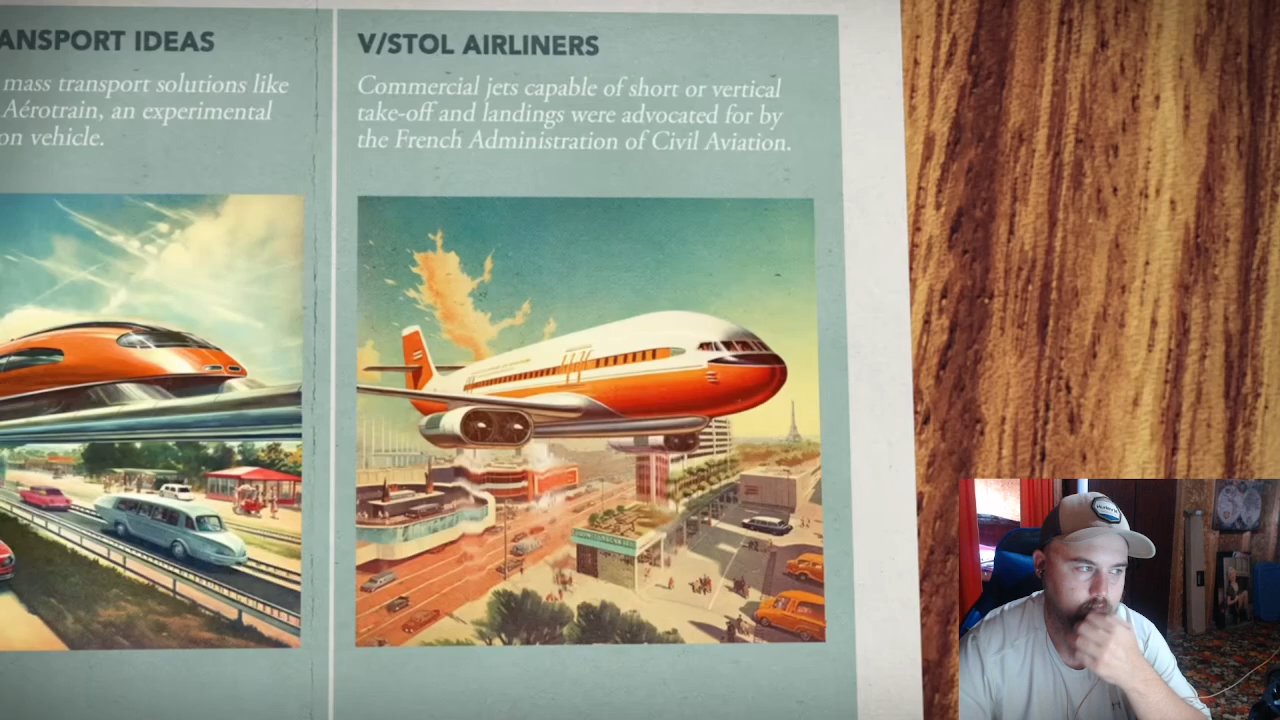 ANSPORT IDEAS
mass transport solutions like
Aérotrain, an experimental
on vehicle.
V/STOL AIRLINERS
Commercial jets capable of short or vertical
take-off and landings were advocated for by
the French Administration of Civil Aviation.